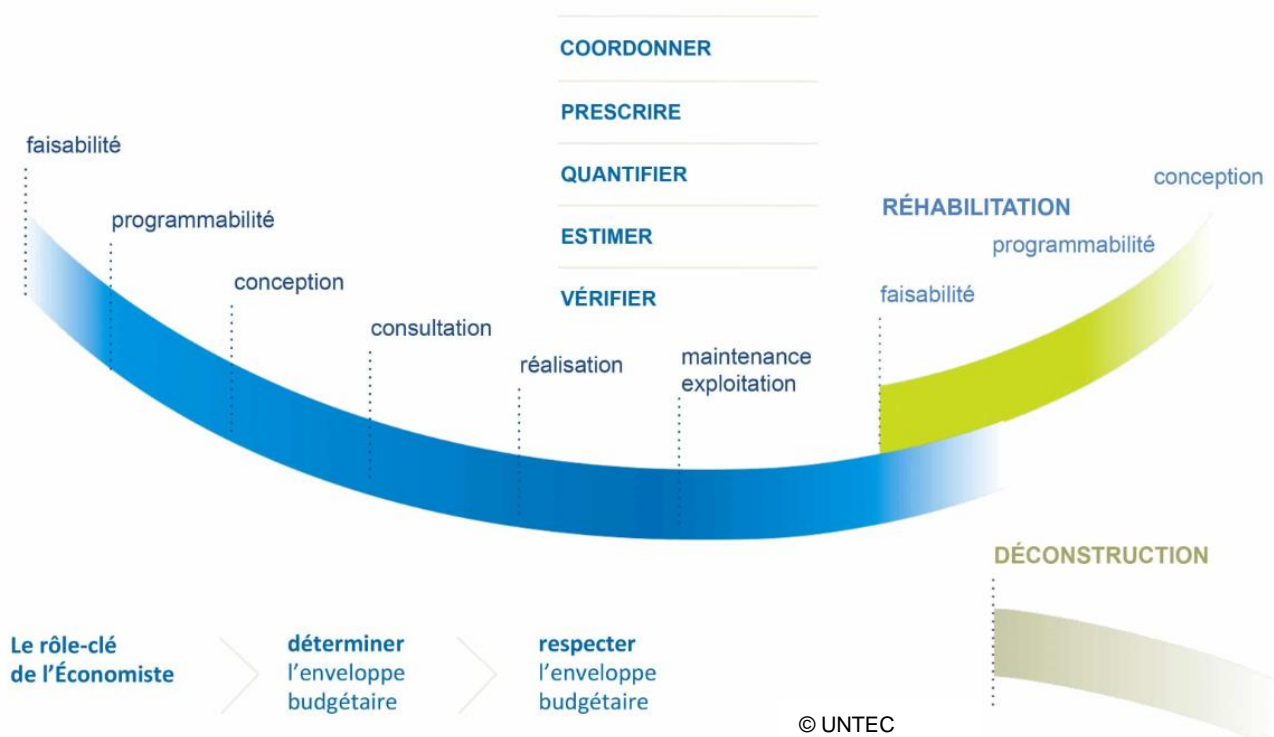 COORDONNER
PRESCRIRE
QUANTIFIER
ESTIMER
VÉRIFIER
faisabilité
programmabilité
conception
consultation
réalisation
maintenance
exploitation
RÉHABILITATION
faisabilité
programmabilité
conception
DÉCONSTRUCTION
Le rôle-clé
de l’Économiste
déterminer
l’enveloppe
budgétaire
respecter
l’enveloppe
budgétaire
© UNTEC